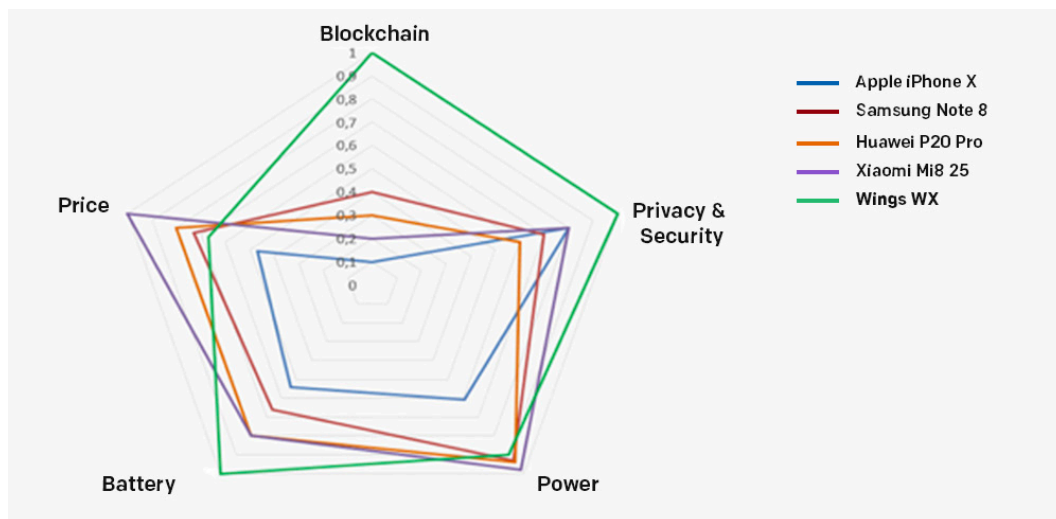 Blockchain
1
0,9
0,8
0,7
0,6
0,5
0,4
0,3
0,2
0,1
0
Price
Privacy &
Security
Battery
Power
Apple iPhone X
Samsung Note 8
Huawei P20 Pro
Xiaomi Mi8 25
Wings WX